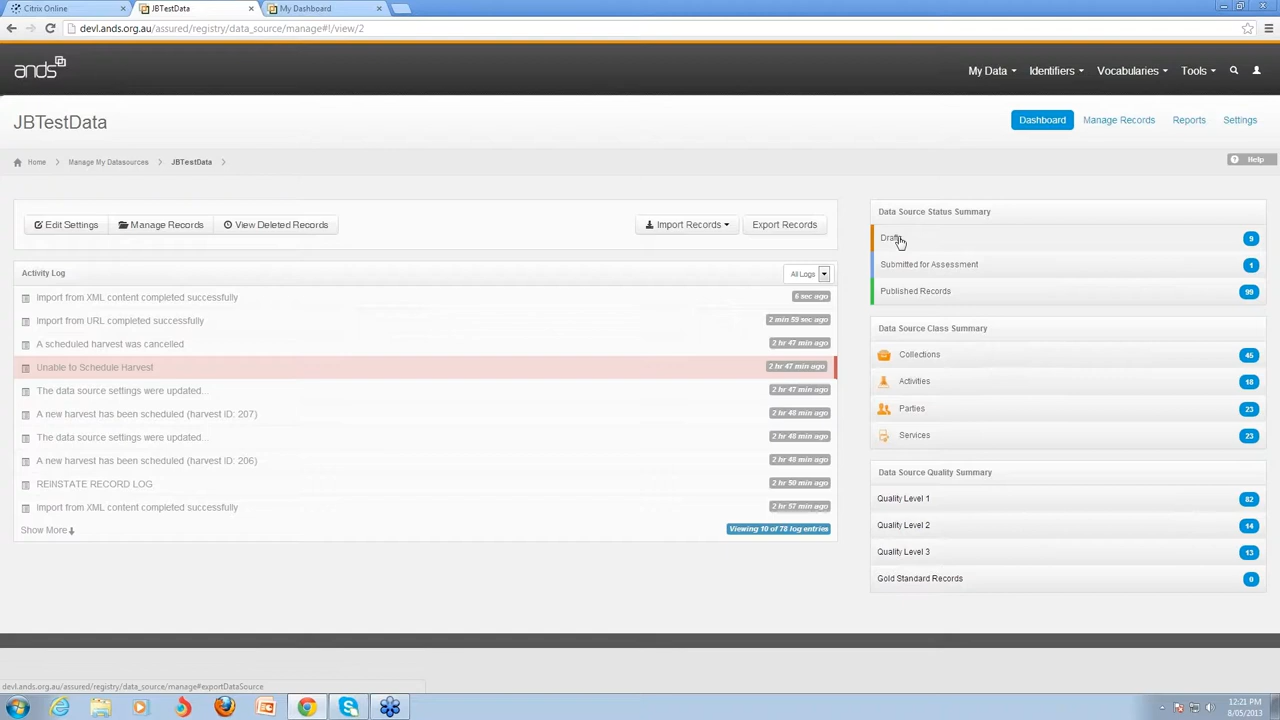 Citrix Online
JBTestData
My Dashboard
devl.ands.org.au/assured/registry/data_source/manage#!/view/2
ands
My Data
Identifiers
Vocabularies
Tools
JBTestData
Dashboard
Manage Records
Reports
Settings
Home
Manage My Datasources
JBTestData
Help
Edit Settings
Manage Records
View Deleted Records
Import Records
Export Records
Activity Log
All Logs
Import from XML content completed successfully
6 sec ago
Import from URL completed successfully
2 min 59 sec ago
A scheduled harvest was cancelled
2 hr 47 min ago
Unable to Schedule Harvest
2 hr 47 min ago
The data source settings were updated...
2 hr 47 min ago
A new harvest has been scheduled (harvest ID: 207)
2 hr 48 min ago
The data source settings were updated...
2 hr 48 min ago
A new harvest has been scheduled (harvest ID: 206)
2 hr 48 min ago
REINSTATE RECORD LOG
2 hr 50 min ago
Import from XML content completed successfully
2 hr 57 min ago
Show More
Viewing 10 of 78 log entries
Data Source Status Summary
9
Submitted for Assessment
1
Published Records
99
Data Source Class Summary
Collections
45
Activities
18
Parties
23
Services
23
Data Source Quality Summary
Quality Level 1
82
Quality Level 2
14
Quality Level 3
13
Gold Standard Records
0
devl.ands.org.au/assured/registry/data_source/manage#exportDataSource
12:21 PM
8/05/2013